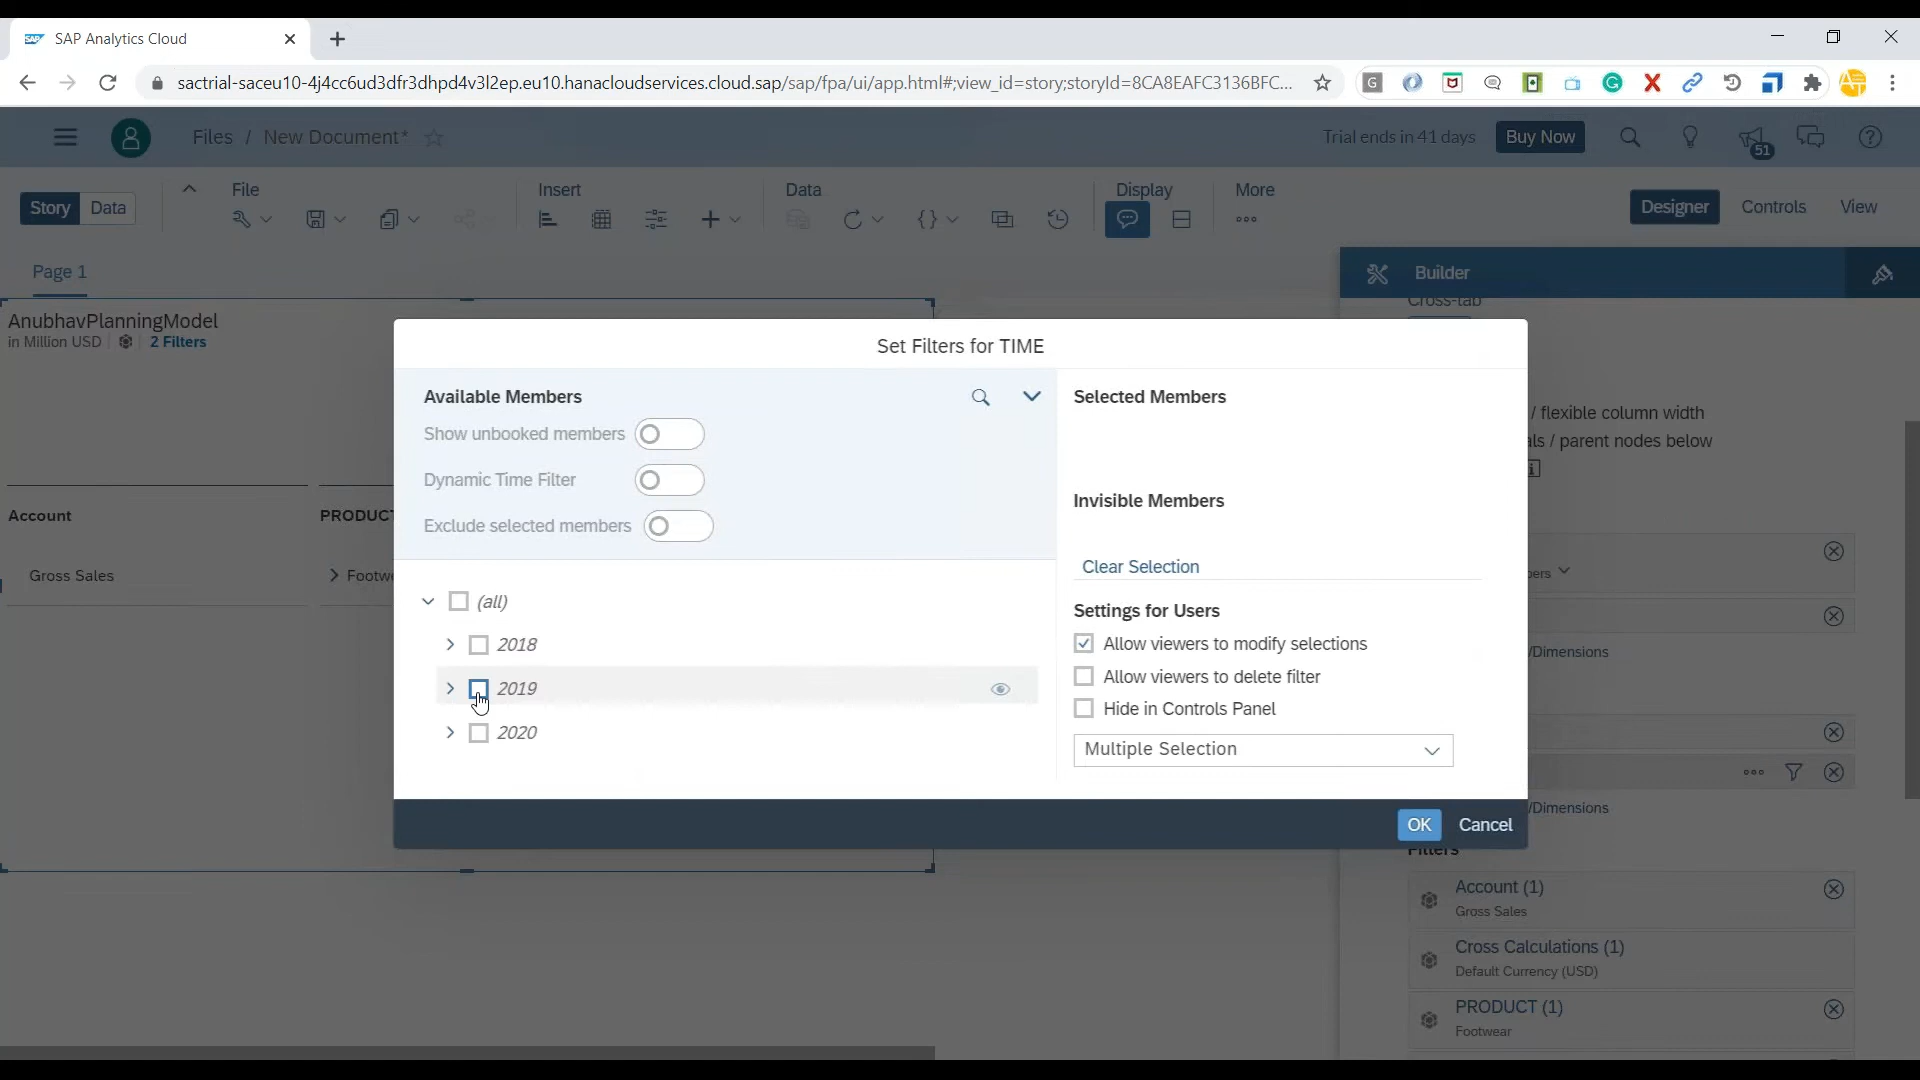 SAP Analytics Cloud
sactrial-saceu10-4j4cc6ud3dfr3dhpd4v3l2ep.eu10.hanacloudservices.cloud.sap/sap/fpa/ui/app.html#;view_id=story;storyId=8CA8EAFC3136BFC...
Files / New Document*
Trial ends in 41 days
Buy Now
51
Story
Data
File
Insert
Data
Display
More
Designer
Controls
View
Page 1
Builder
Cross-tab
AnubhavPlanningModel
in Million USD
2 Filters
Account
PRODUCT
Gross Sales
Footwe
Set Filters for TIME
Available Members
Show unbooked members
Dynamic Time Filter
Exclude selected members
(all)
2018
2019
2020
Selected Members
Invisible Members
Clear Selection
Settings for Users
Allow viewers to modify selections
Allow viewers to delete filter
Hide in Controls Panel
Multiple Selection
OK
Cancel
/ flexible column width
als / parent nodes below
bers
/Dimensions
/Dimensions
Filters
Account (1)
Gross Sales
Cross Calculations (1)
Default Currency (USD)
PRODUCT (1)
Footwear